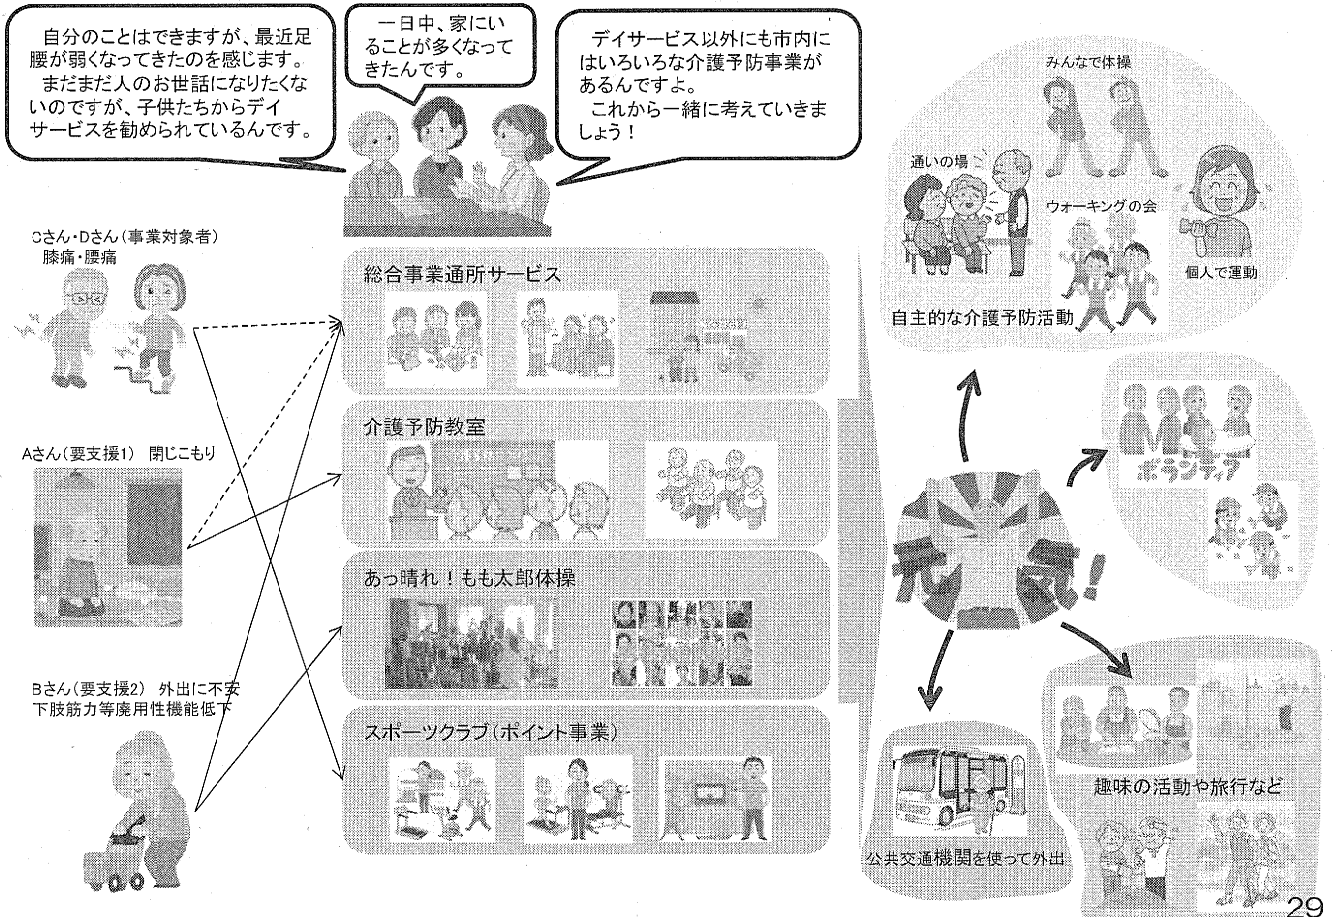 自分のことはできますが、最近足
腰が弱くなってきたのを感じます。
まだまだ人のお世話になりたくな
いのですが、子供たちからデイ
サービスを勧められているんです。
一日中、家にい
ることが多くなって
きたんです。
デイサービス以外にも市内に
はいろいろな介護予防事業が
あるんですよ。
これから一緒に考えていきま
しょう！
Cさん・Dさん（事業対象者）
膝痛・腰痛
Aさん（要支援1）　閉じこもり
Bさん（要支援2）　外出に不安
下肢筋力等廃用性機能低下
総合事業通所サービス
介護予防教室
あっ晴れ！もも太郎体操
スポーツクラブ（ポイント事業）
みんなで体操
通いの場
ウォーキングの会
個人で運動
自主的な介護予防活動
ボランティア
公共交通機関を使って外出
趣味の活動や旅行など
29